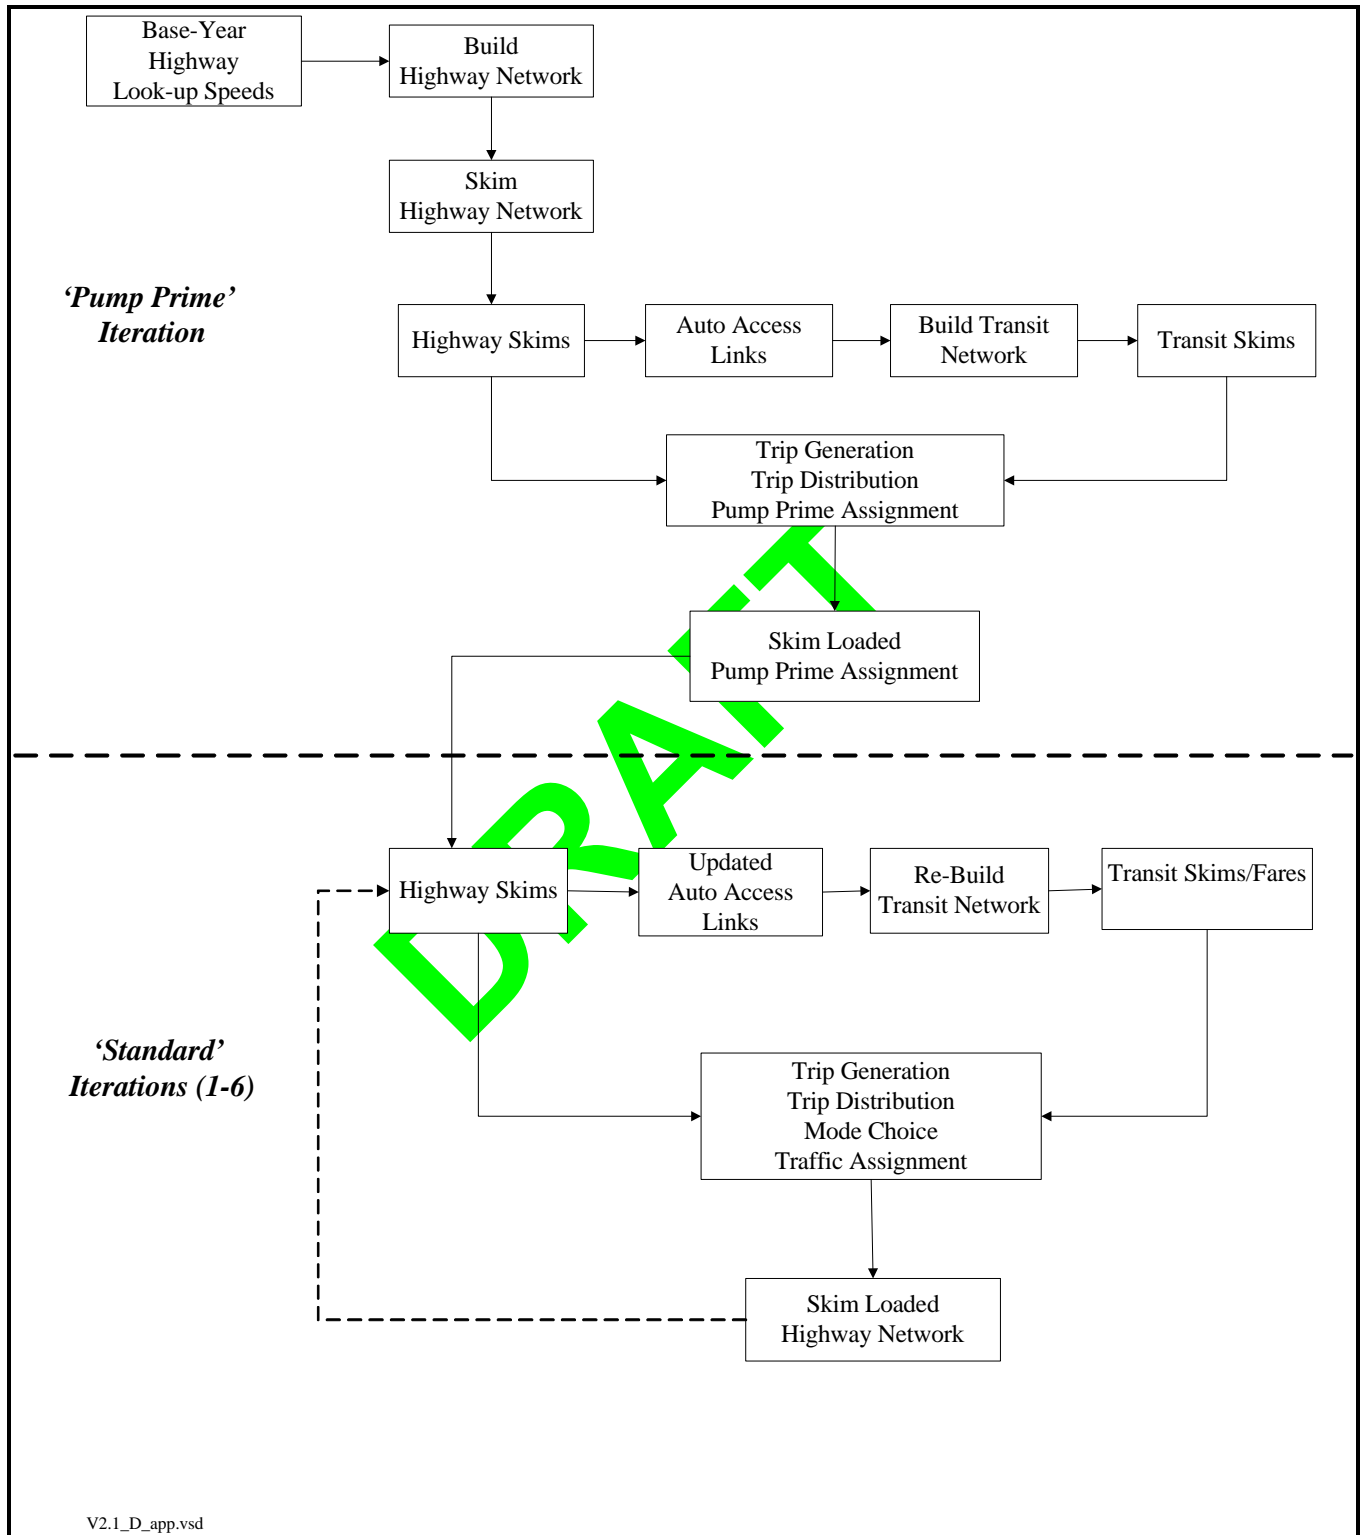 Base-Year
Highway
Look-up Speeds
Build
Highway Network
Skim
Highway Network
‘Pump Prime’
Iteration
Highway Skims
Auto Access
Links
Build Transit
Network
Transit Skims
Trip Generation
Trip Distribution
Pump Prime Assignment
Skim Loaded
Pump Prime Assignment
DRAFT
Highway Skims
Updated
Auto Access
Links
Re-Build
Transit Network
Transit Skims/Fares
‘Standard’
Iterations (1-6)
Trip Generation
Trip Distribution
Mode Choice
Traffic Assignment
Skim Loaded
Highway Network
V2.1_D_app.vsd